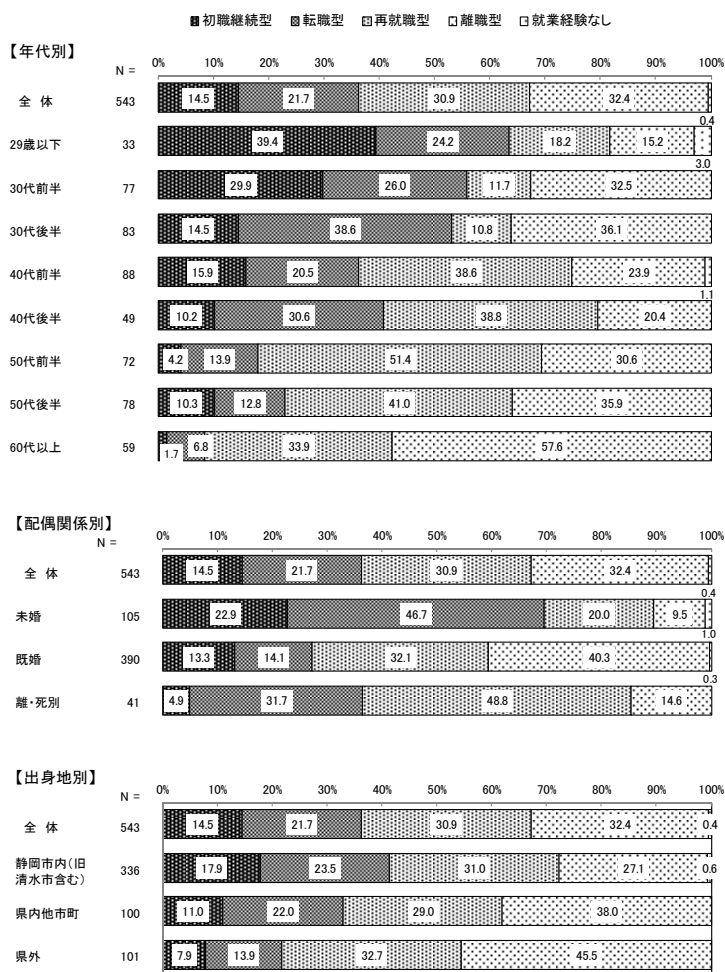 初職継続型 転職型 再就職型 離職型 就業経験なし
【年代別】
N =
0% 10% 20% 30% 40% 50% 60% 70% 80% 90% 100%
全 体 543 14.5 21.7 30.9 32.4 0.4
29歳以下 33 39.4 24.2 18.2 15.2 3.0
30代前半 77 29.9 26.0 11.7 32.5
30代後半 83 14.5 38.6 10.8 36.1
40代前半 88 15.9 20.5 38.6 23.9 1.1
40代後半 49 10.2 30.6 38.8 20.4
50代前半 72 4.2 13.9 51.4 30.6
50代後半 78 10.3 12.8 41.0 35.9
60代以上 59 1.7 6.8 33.9 57.6
【配偶関係別】
N =
0% 10% 20% 30% 40% 50% 60% 70% 80% 90% 100%
全 体 543 14.5 21.7 30.9 32.4 0.4
未婚 105 22.9 46.7 20.0 9.5 1.0
既婚 390 13.3 14.1 32.1 40.3 0.3
離・死別 41 4.9 31.7 48.8 14.6
【出身地別】
N =
0% 10% 20% 30% 40% 50% 60% 70% 80% 90% 100%
全 体 543 14.5 21.7 30.9 32.4 0.4
静岡市内(旧
清水市含む) 336 17.9 23.5 31.0 27.1 0.6
県内他市町 100 11.0 22.0 29.0 38.0
県外 101 7.9 13.9 32.7 45.5